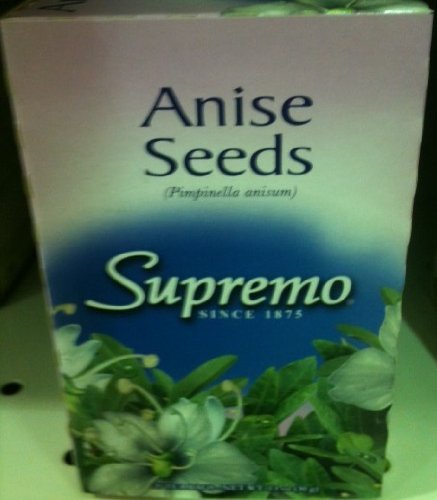 Anise
Seeds
(Pimpinella anisum)
Supremo
SINCE 1875